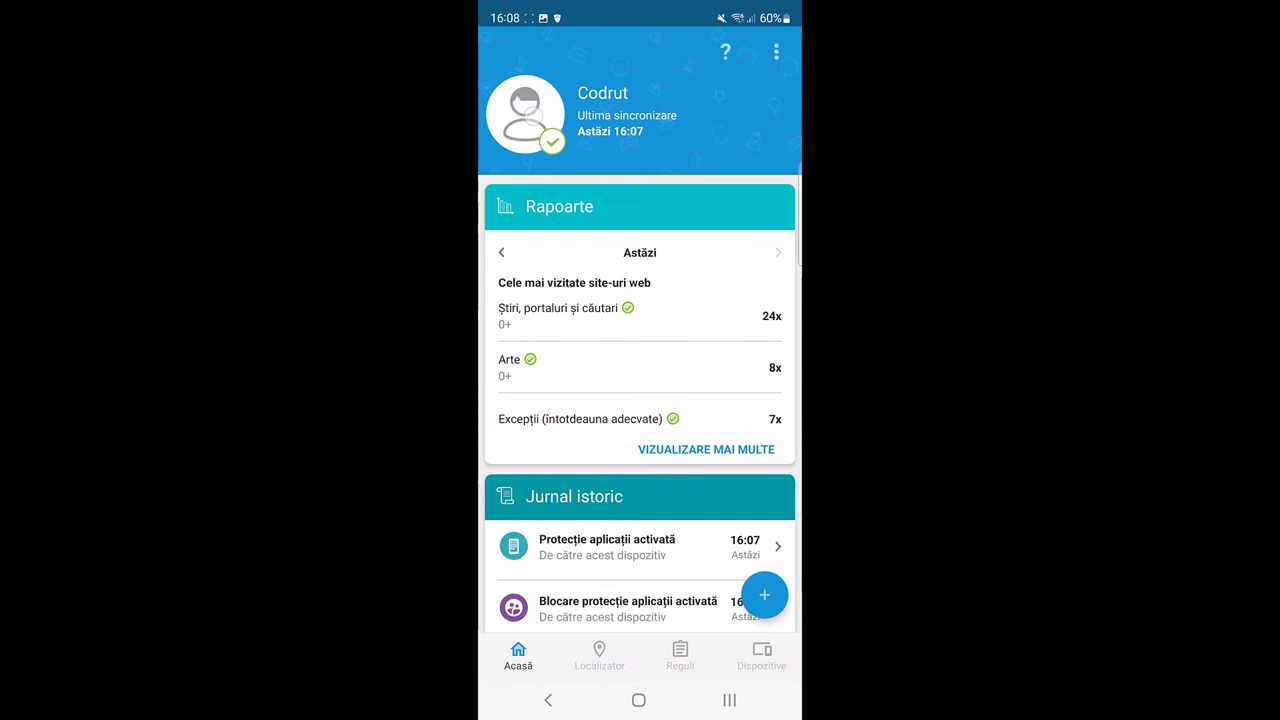 16:08
60%
?
Codrut
Ultima sincronizare
Astăzi 16:07
Rapoarte
Astăzi
Cele mai vizitate site-uri web
Știri, portaluri și căutari
0+
24x
Arte
0+
8x
Excepții (întotdeauna adecvate)
7x
VIZUALIZARE MAI MULTE
Jurnal istoric
Protecție aplicații activată
16:07
De către acest dispozitiv
Astăzi
Blocare protecție aplicații activată
16
De către acest dispozitiv
Astăzi
+
Acasă
Localizator
Reguli
Dispozitive